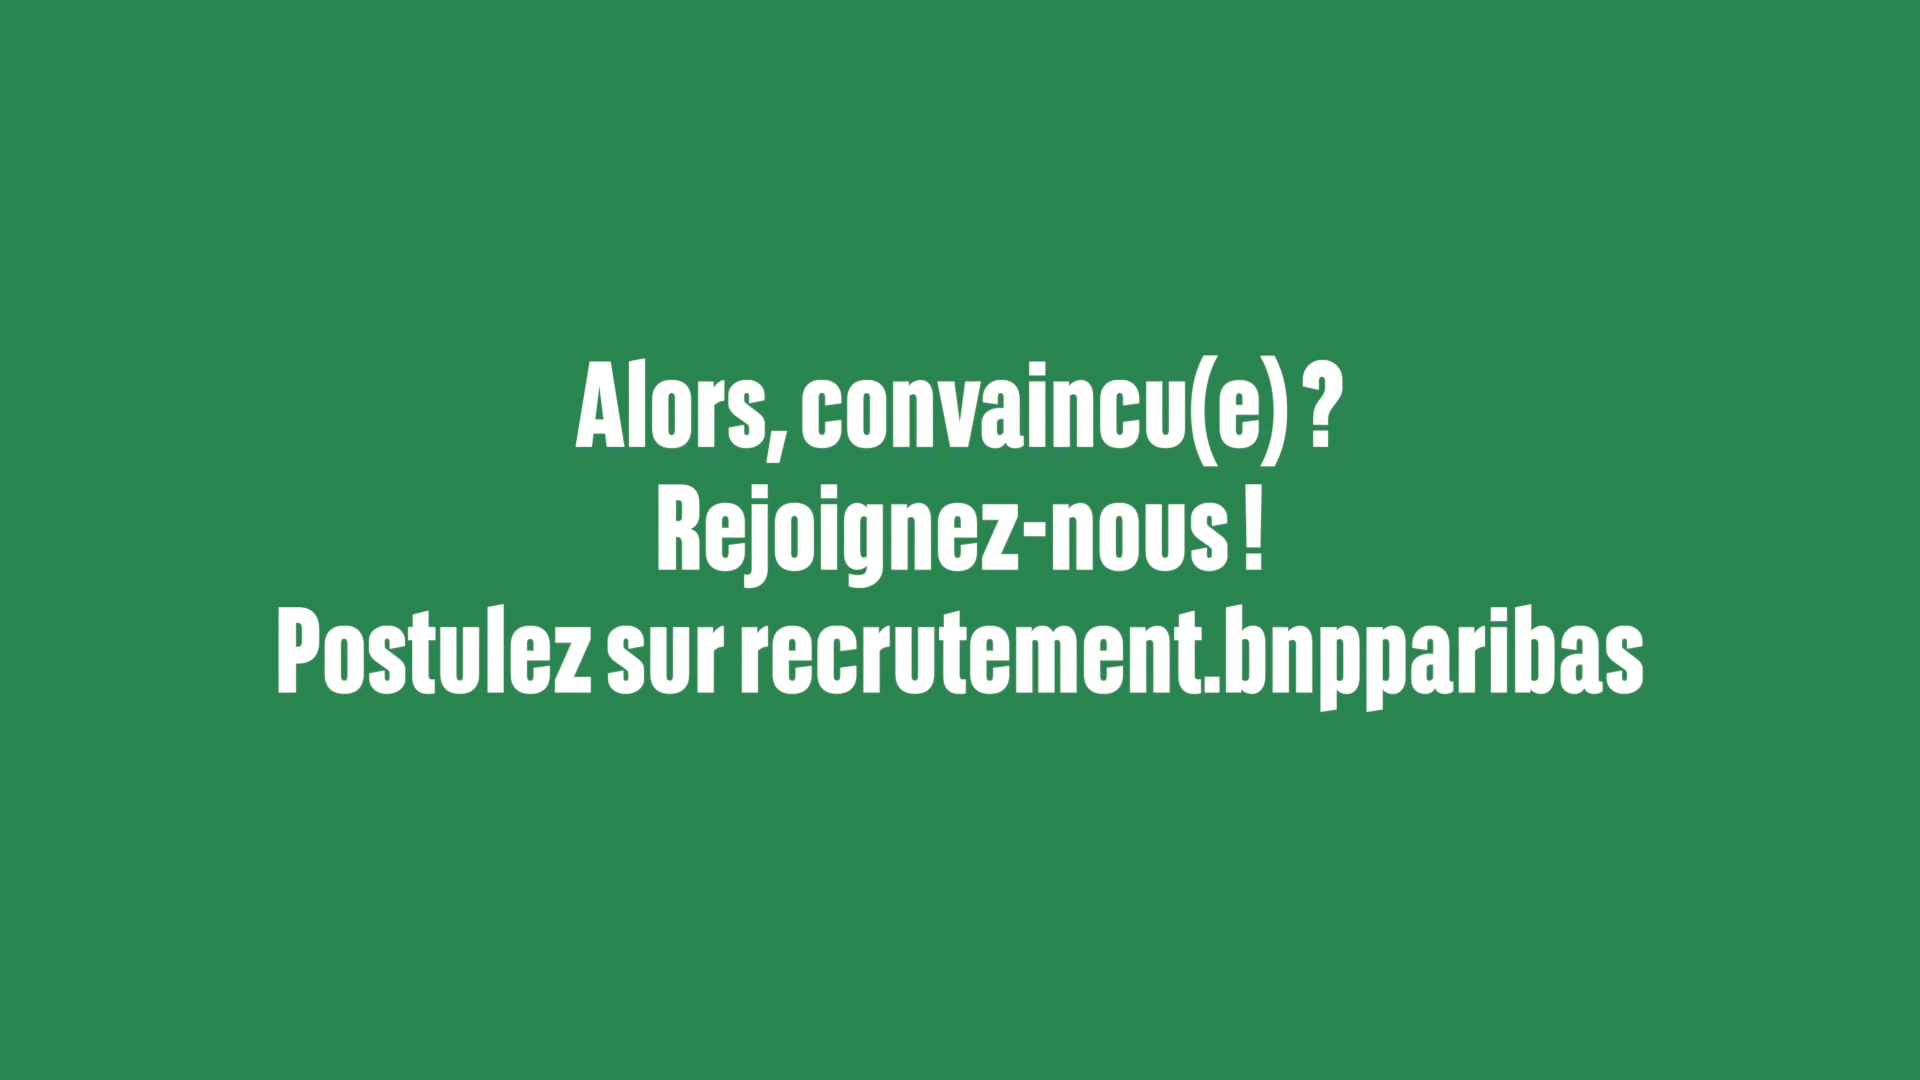 Alors, convaincu(e) ?
Rejoignez-nous !
Postulez sur recrutement.bnpparibas